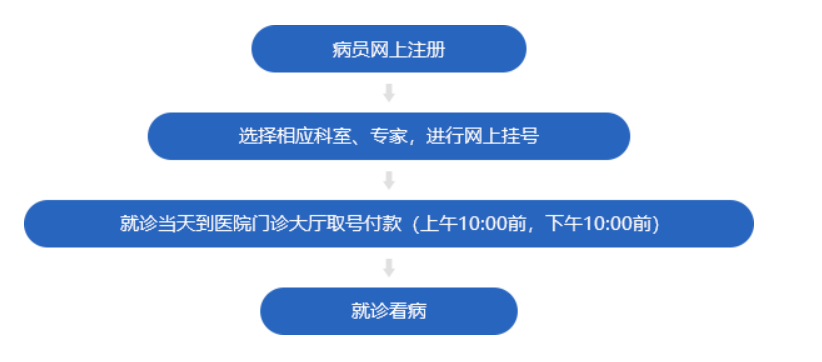 病员网上注册
选择相应科室、专家，进行网上挂号
就诊当天到医院门诊大厅取号付款（上午10:00前，下午10:00前）
就诊看病